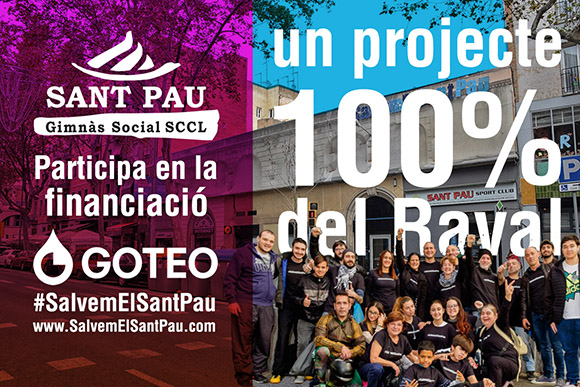 SANT PAU
Gimnàs Social SCCL
Participa en la
financiació
GOTEO
#SalvemElSantPau
www.SalvemElSantPau.com
un projecte
100%
del Raval
SANT PAU SPORT CLUB